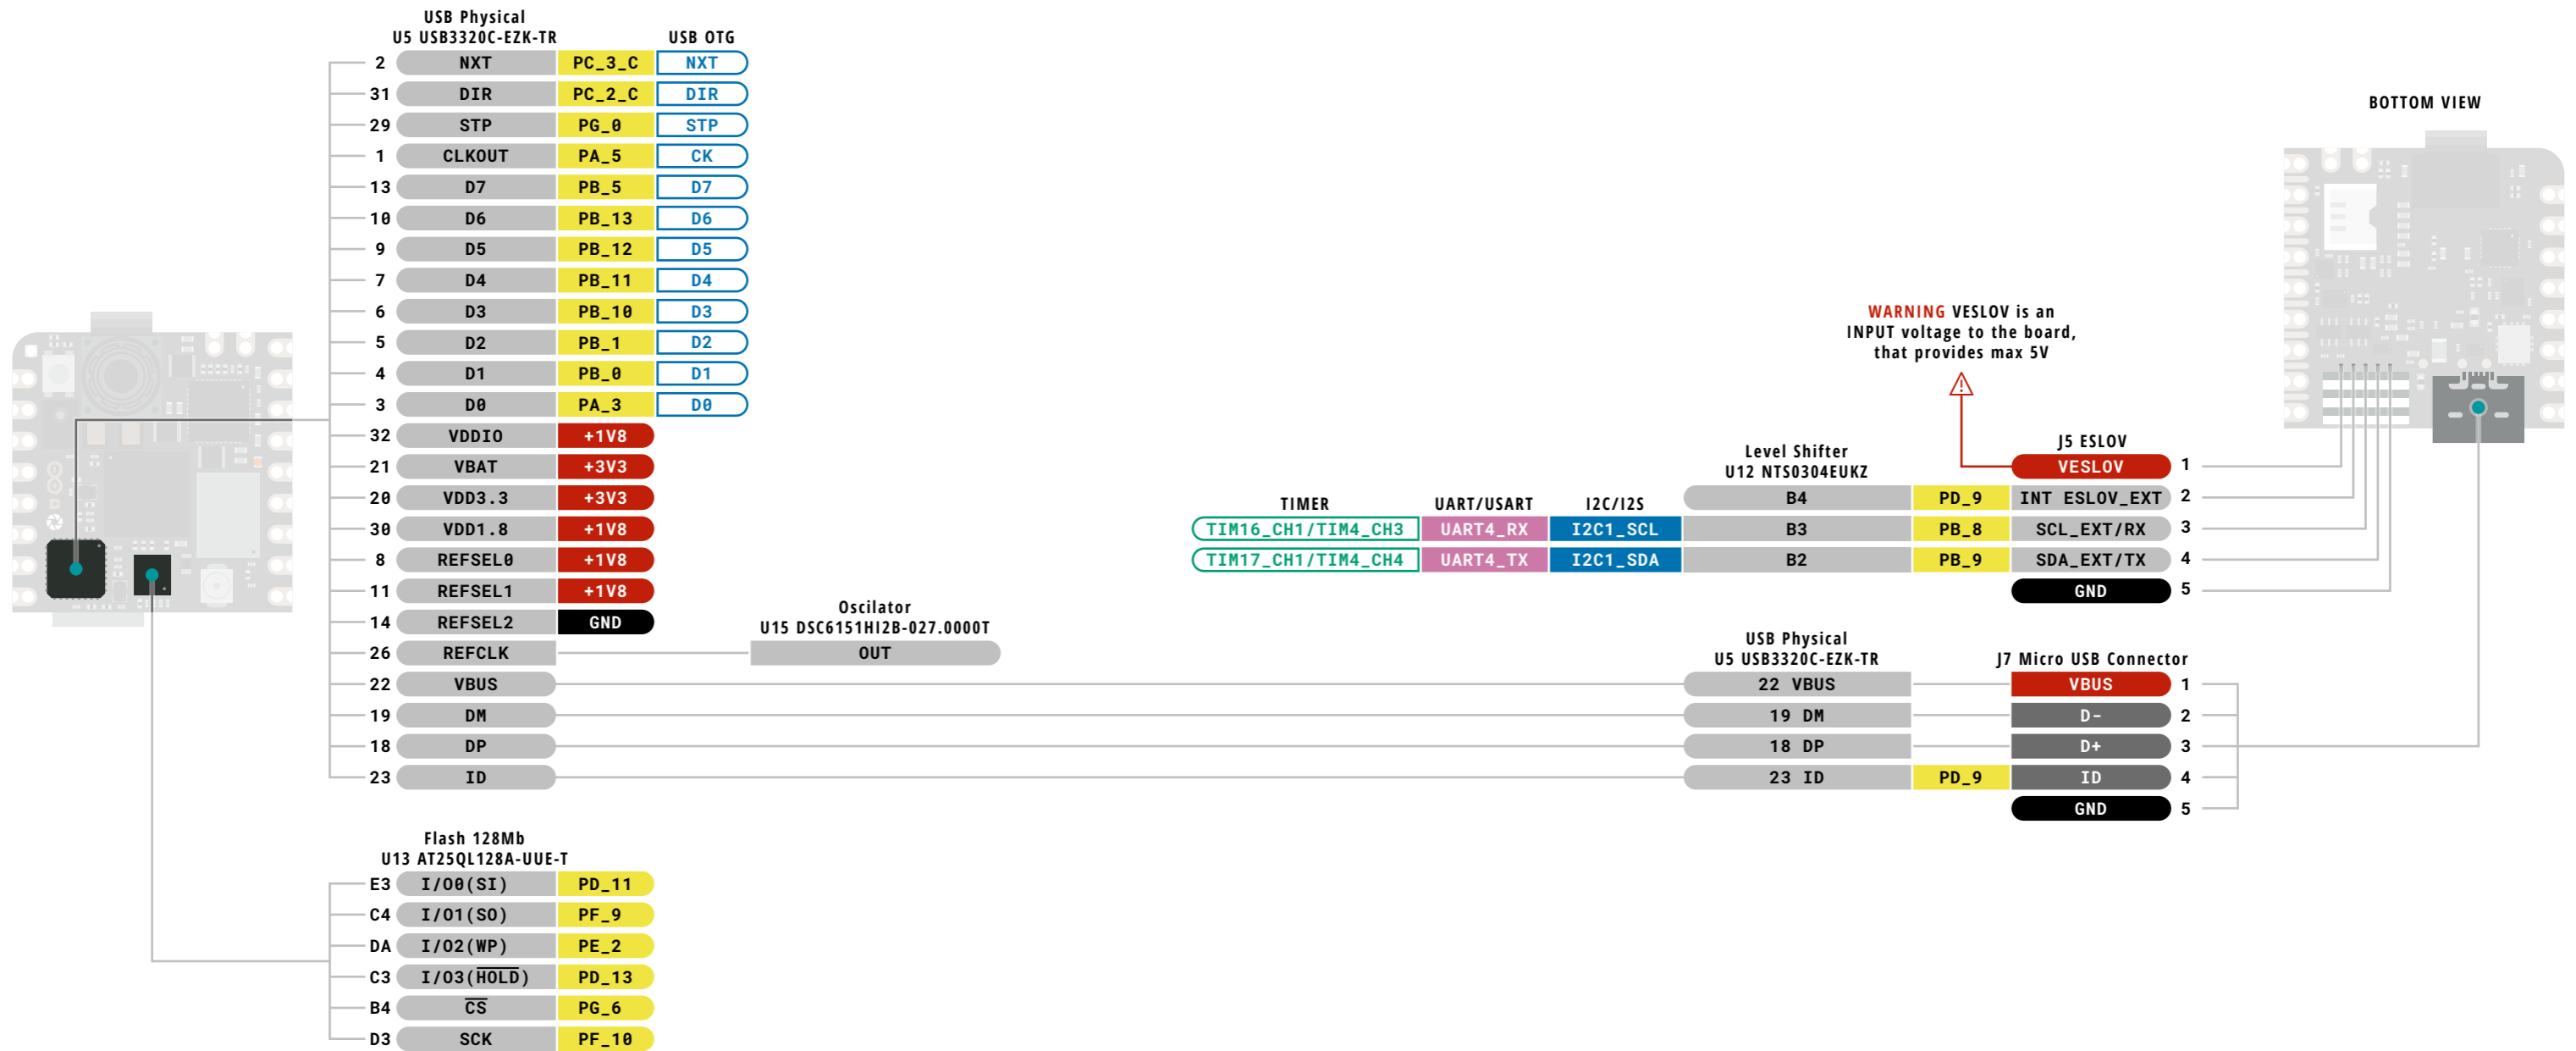 USB Physical
U5 USB3320C-EZK-TR USB OTG
2 NXT PC_3_C NXT
31 DIR PC_2_C DIR
29 STP PG_0 STP
1 CLKOUT PA_5 CK
13 D7 PB_5 D7
10 D6 PB_13 D6
9 D5 PB_12 D5
7 D4 PB_11 D4
6 D3 PB_10 D3
5 D2 PB_1 D2
4 D1 PB_0 D1
3 D0 PA_3 D0
32 VDDIO +1V8
21 VBAT +3V3
20 VDD3.3 +3V3
30 VDD1.8 +1V8
8 REFSEL0 +1V8
11 REFSEL1 +1V8
14 REFSEL2 GND
26 REFCLK
22 VBUS
19 DM
18 DP
23 ID
Oscilator
U15 DSC6151HI2B-027.0000T
OUT
Flash 128Mb
U13 AT25QL128A-UUE-T
E3 I/O0(SI) PD_11
C4 I/O1(SO) PF_9
DA I/O2(WP) PE_2
C3 I/O3(HOLD) PD_13
B4 CS PG_6
D3 SCK PF_10
BOTTOM VIEW
WARNING VESLOV is an
INPUT voltage to the board,
that provides max 5V
J5 ESLOV
Level Shifter
U12 NTS0304EUKZ
TIMER UART/USART I2C/I2S
VESLOV 1
B4 PD_9 INT ESLOV_EXT 2
TIM16_CH1/TIM4_CH3 UART4_RX I2C1_SCL B3 PB_8 SCL_EXT/RX 3
TIM17_CH1/TIM4_CH4 UART4_TX I2C1_SDA B2 PB_9 SDA_EXT/TX 4
GND 5
USB Physical
U5 USB3320C-EZK-TR J7 Micro USB Connector
22 VBUS VBUS 1
19 DM D- 2
18 DP D+ 3
23 ID PD_9 ID 4
GND 5